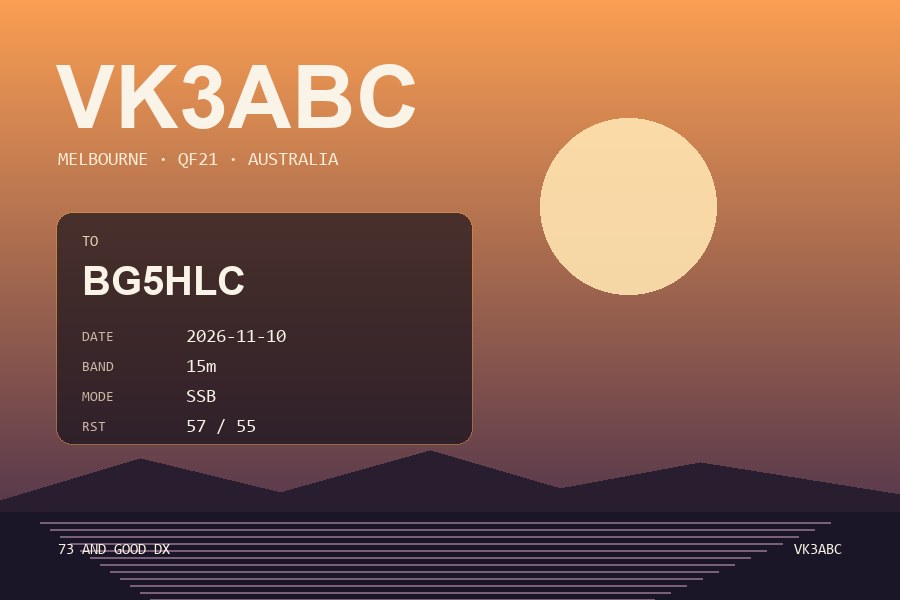 VK3ABC
MELBOURNE · QF21 · AUSTRALIA
TO
BG5HLC
DATE 2026-11-10
BAND 15m
MODE SSB
RST 57 / 55
73 AND GOOD DX VK3ABC